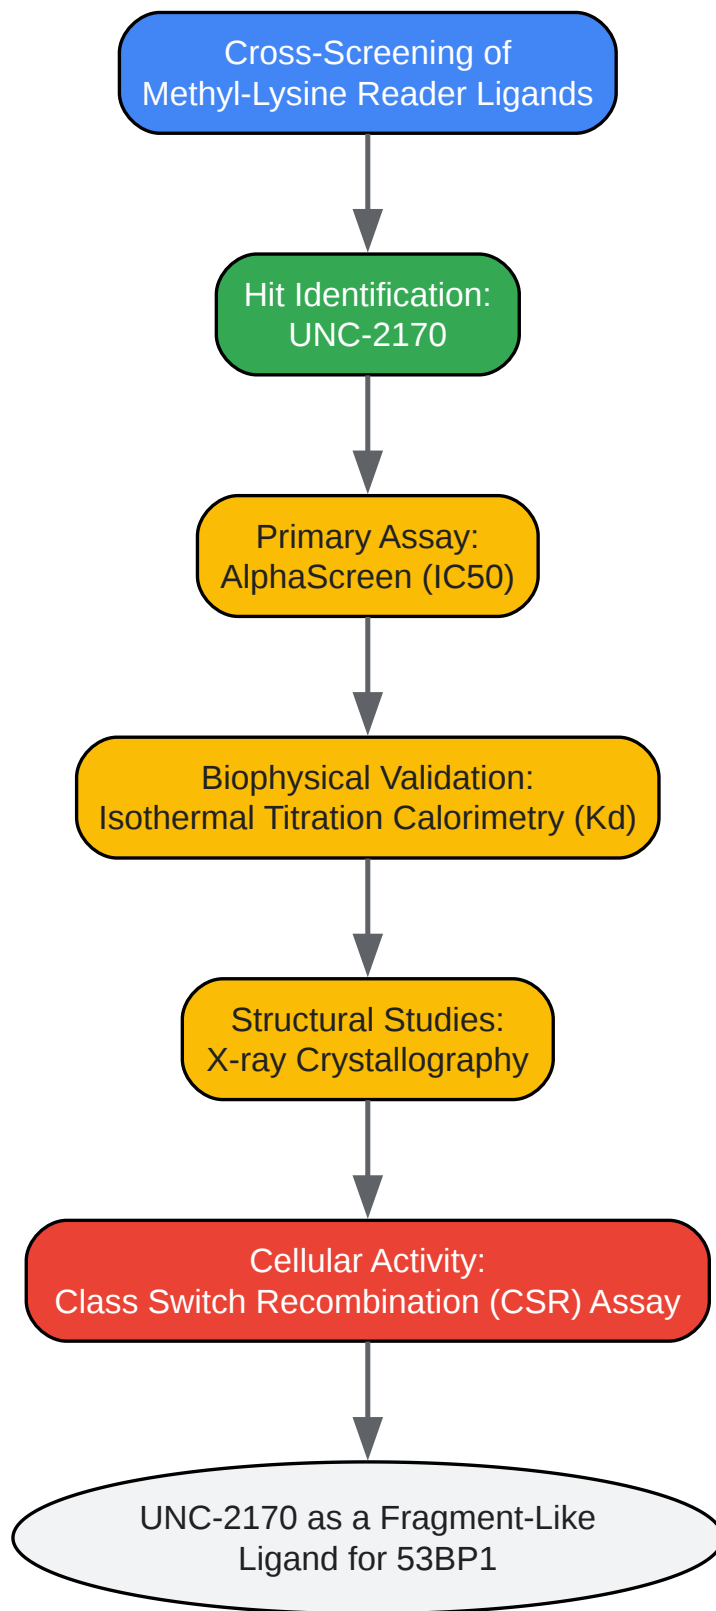 Cross-Screening of
Methyl-Lysine Reader Ligands
Hit Identification:
UNC-2170
Primary Assay:
AlphaScreen (IC50)
Biophysical Validation:
Isothermal Titration Calorimetry (Kd)
Structural Studies:
X-ray Crystallography
Cellular Activity:
Class Switch Recombination (CSR) Assay
UNC-2170 as a Fragment-Like
Ligand for 53BP1